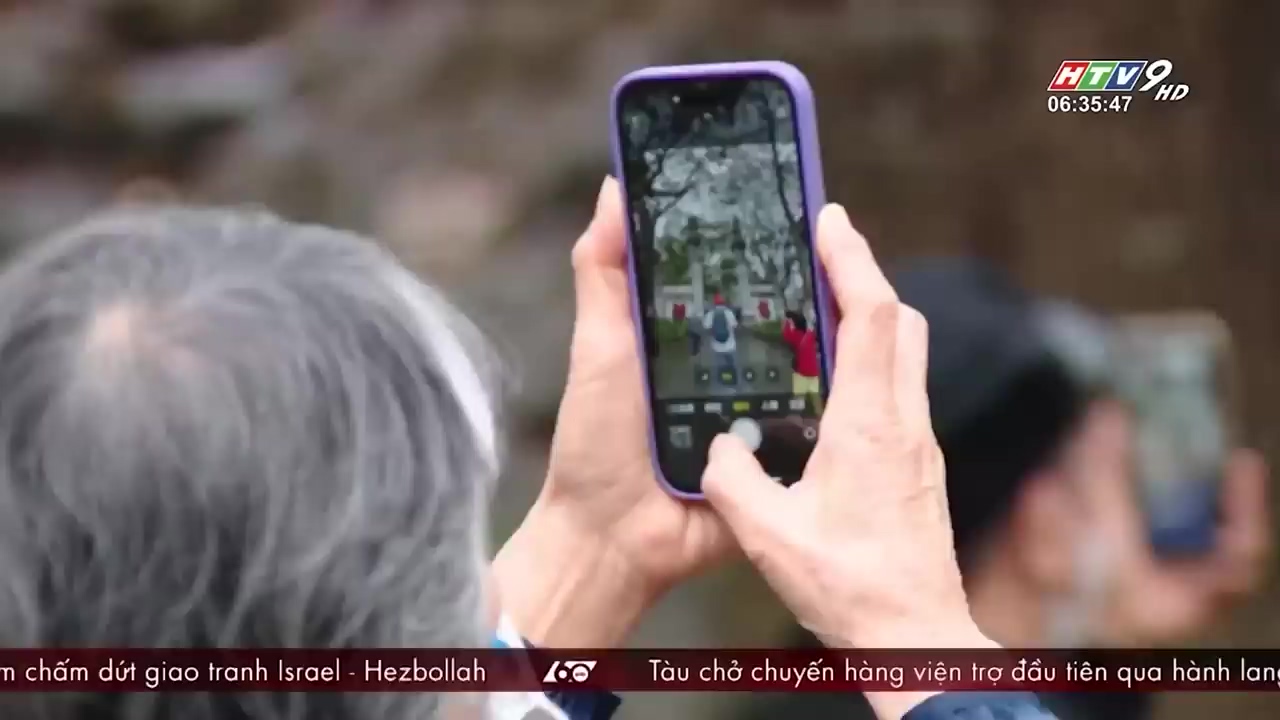 HTV9 HD
06:35:47
m chấm dứt giao tranh Israel - Hezbollah 60 Tàu chở chuyến hàng viện trợ đầu tiên qua hành lang